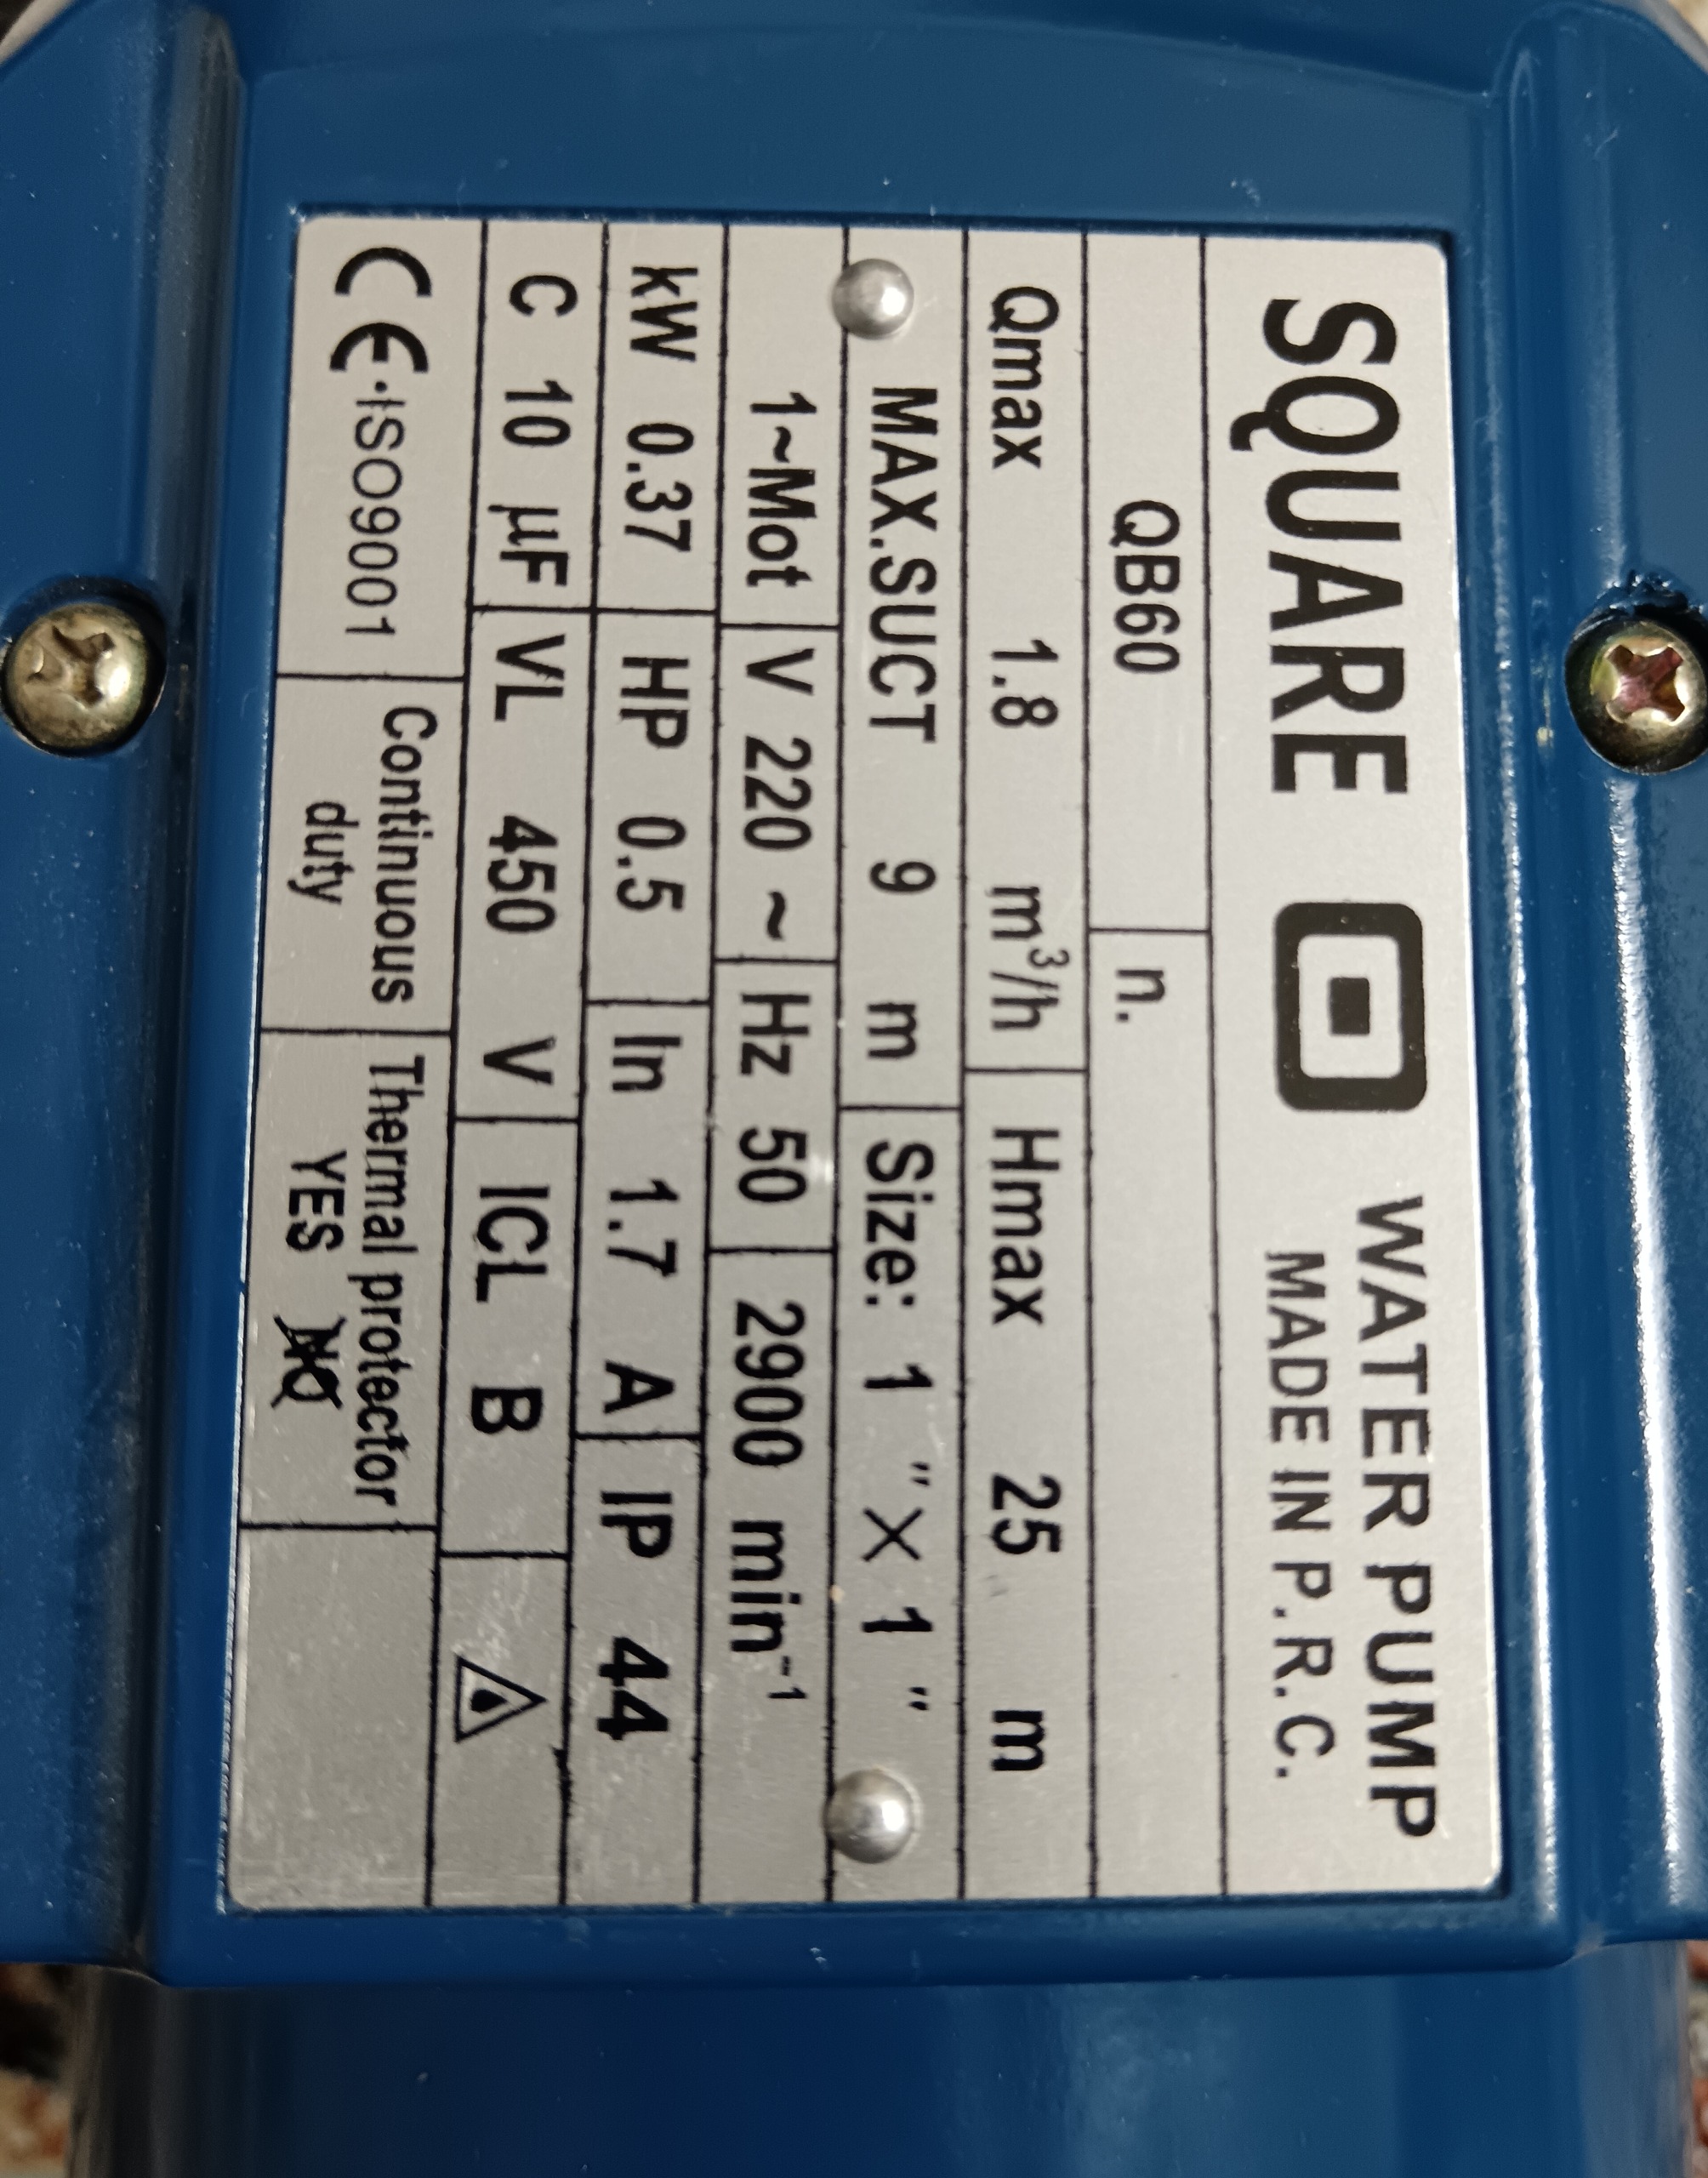 SQUARE WATER PUMP
MADE IN P.R.C.
QB60 n.
Qmax 1.8 m³/h Hmax 25 m
MAX.SUCT 9 m Size: 1 " × 1 "
1~Mot V 220 ~ Hz 50 2900 min⁻¹
kW 0.37 HP 0.5 In 1.7 A IP 44
C 10 µF VL 450 V ICL B
CE·ISO9001 Continuous duty Thermal protector YES NO